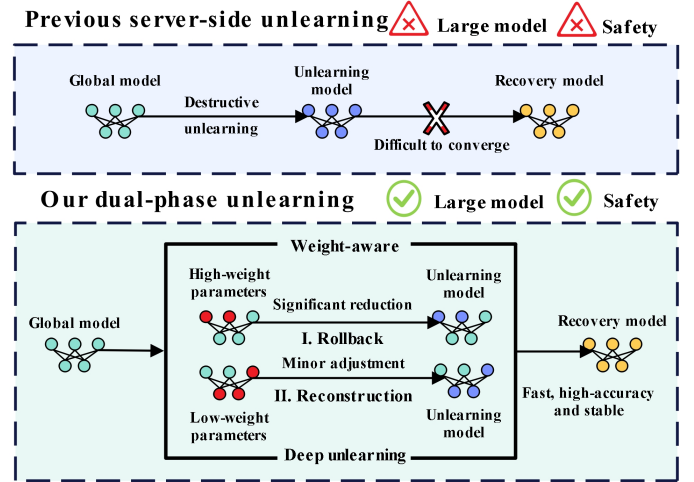 Previous server-side unlearning Large model Safety
Global model
Destructive
unlearning
Unlearning
model
Difficult to converge
Recovery model
Our dual-phase unlearning Large model Safety
Weight-aware
Global model
High-weight
parameters
Significant reduction
I. Rollback
Unlearning
model
Minor adjustment
II. Reconstruction
Low-weight
parameters
Unlearning
model
Deep unlearning
Recovery model
Fast, high-accuracy
and stable